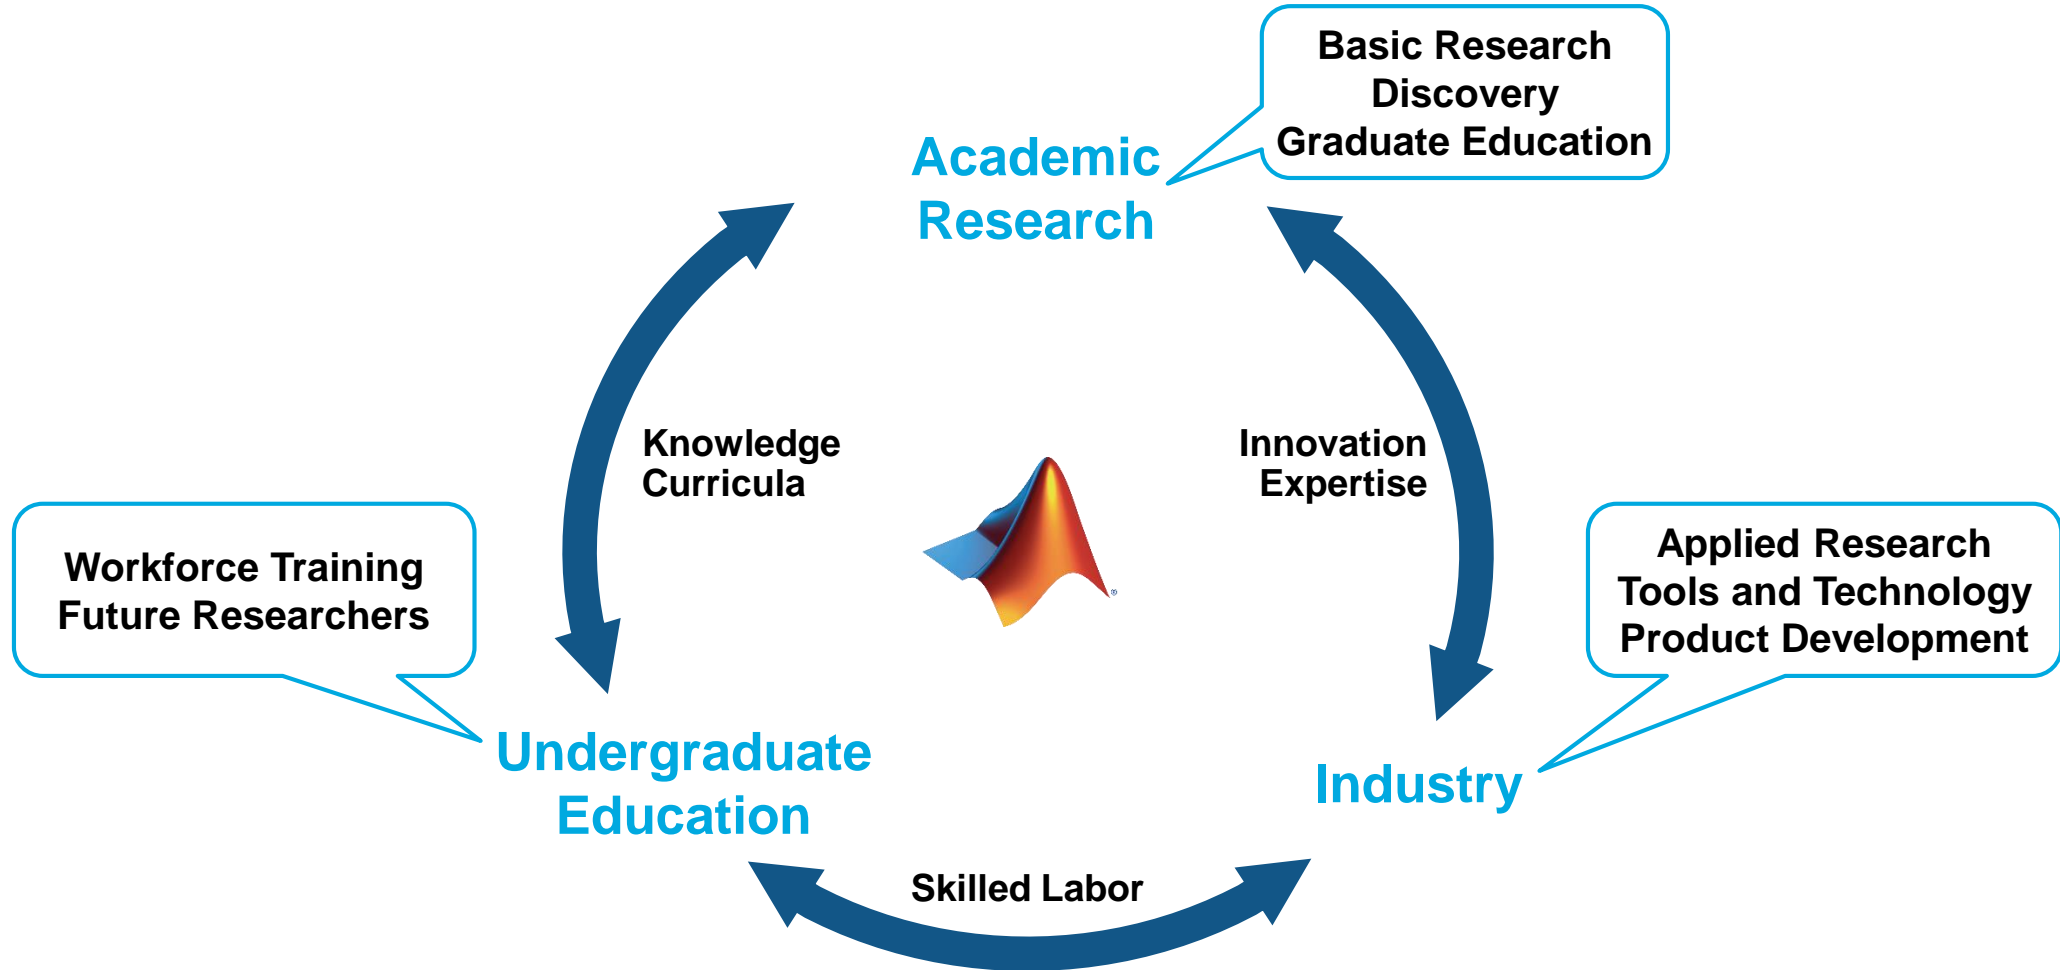 Basic Research
Discovery
Graduate Education
Academic
Research
Knowledge
Curricula
Innovation
Expertise
Workforce Training
Future Researchers
Applied Research
Tools and Technology
Product Development
Undergraduate
Education
Industry
Skilled Labor
®